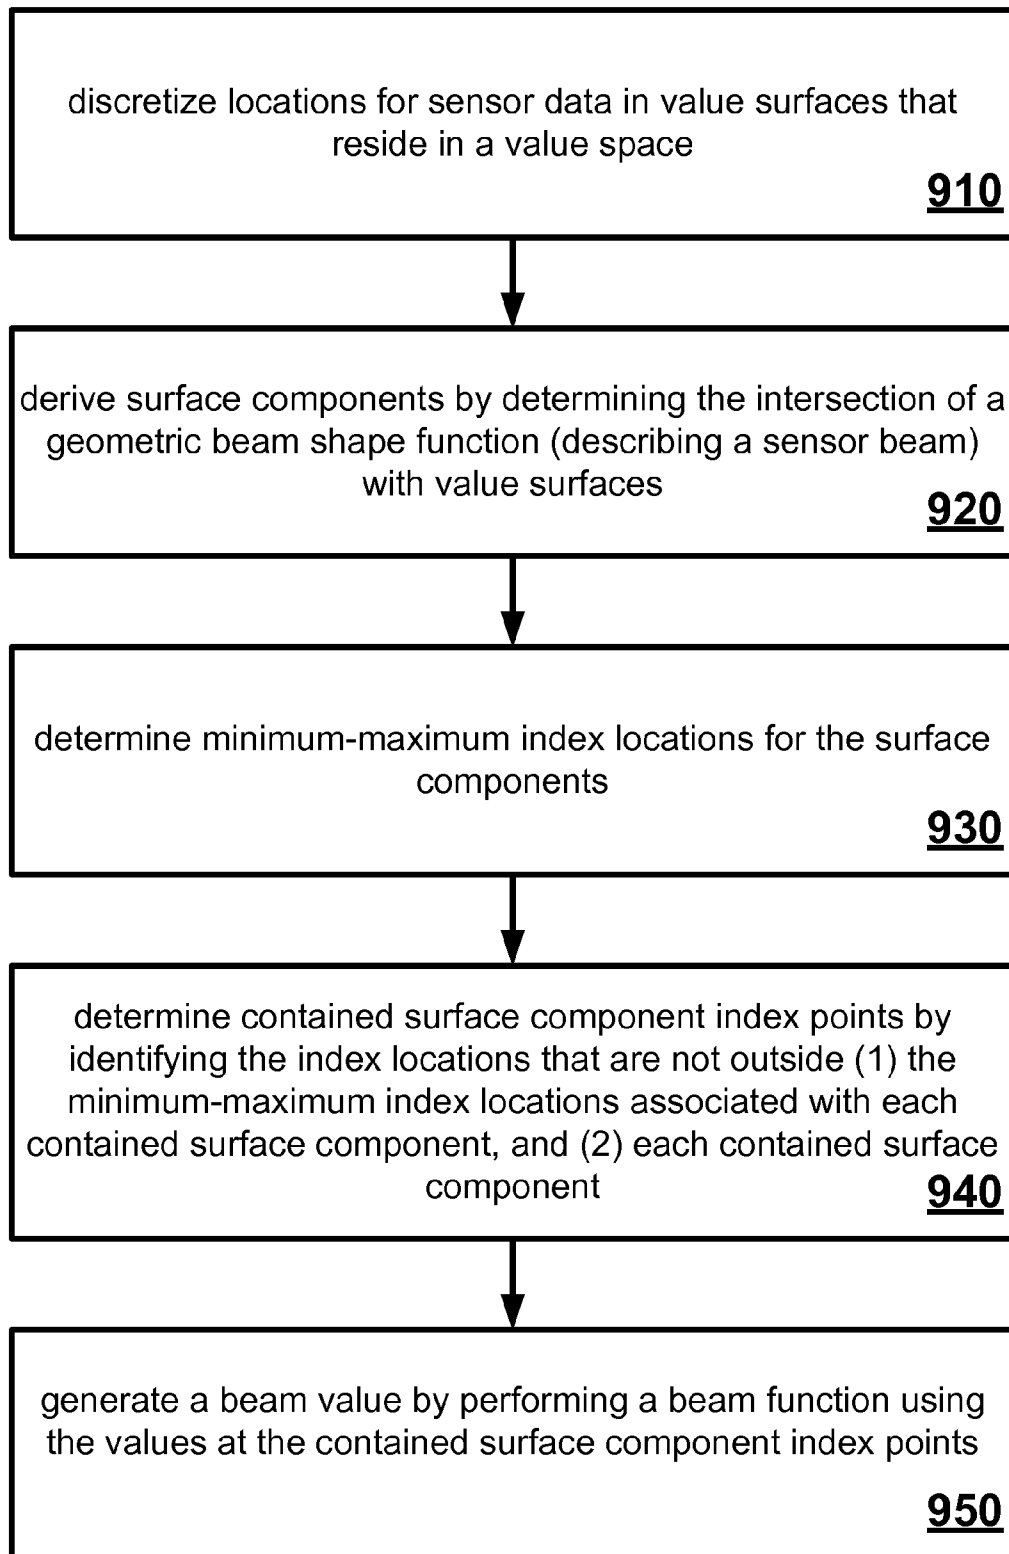 discretize locations for sensor data in value surfaces that
reside in a value space
910
derive surface components by determining the intersection of a
geometric beam shape function (describing a sensor beam)
with value surfaces
920
determine minimum-maximum index locations for the surface
components
930
determine contained surface component index points by
identifying the index locations that are not outside (1) the
minimum-maximum index locations associated with each
contained surface component, and (2) each contained surface
component
940
generate a beam value by performing a beam function using
the values at the contained surface component index points
950